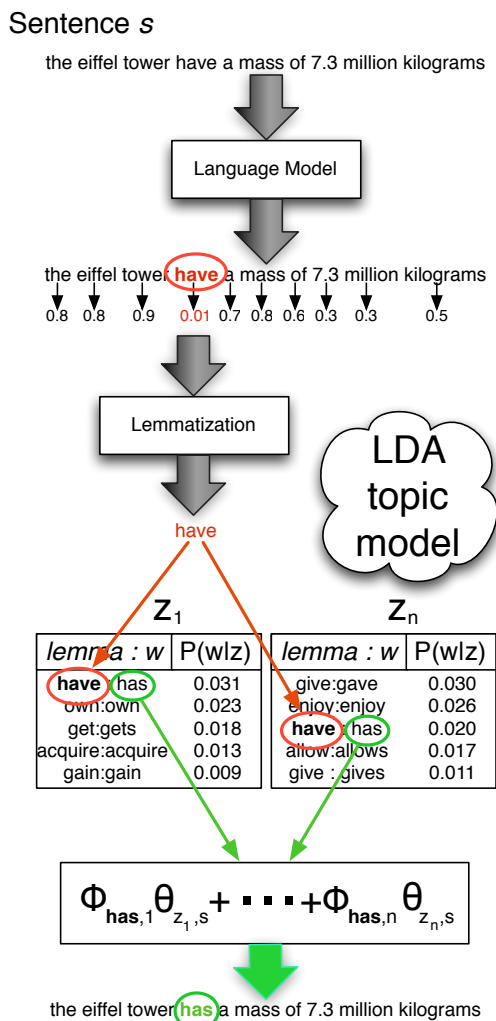 Sentence s
the eiffel tower have a mass of 7.3 million kilograms
Language Model
the eiffel tower have a mass of 7.3 million kilograms
0.8 0.8 0.9 0.01 0.7 0.8 0.6 0.3 0.3 0.5
Lemmatization
LDA
topic
model
have
z1
lemma : w P(w|z)
have : has 0.031
own:own 0.023
get:gets 0.018
acquire:acquire 0.013
gain:gain 0.009
zn
lemma : w P(w|z)
give:gave 0.030
enjoy:enjoy 0.026
have : has 0.020
allow:allows 0.017
give : gives 0.011
Φhas,1θz1,s+ ⋯ +Φhas,nθzn,s
the eiffel tower has a mass of 7.3 million kilograms